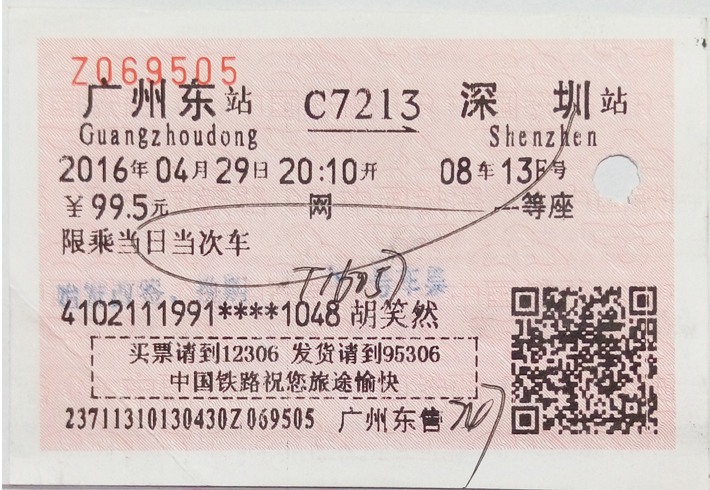 Z069505
广州东站 C7213 深圳站
Guangzhoudong Shenzhen
2016年04月29日20:10开 08车13F号
￥99.5元 网 一等座
限乘当日当次车
4102111991****1048 胡笑然
买票请到12306 发货请到95306
中国铁路祝您旅途愉快
23711310130430Z069505 广州东售